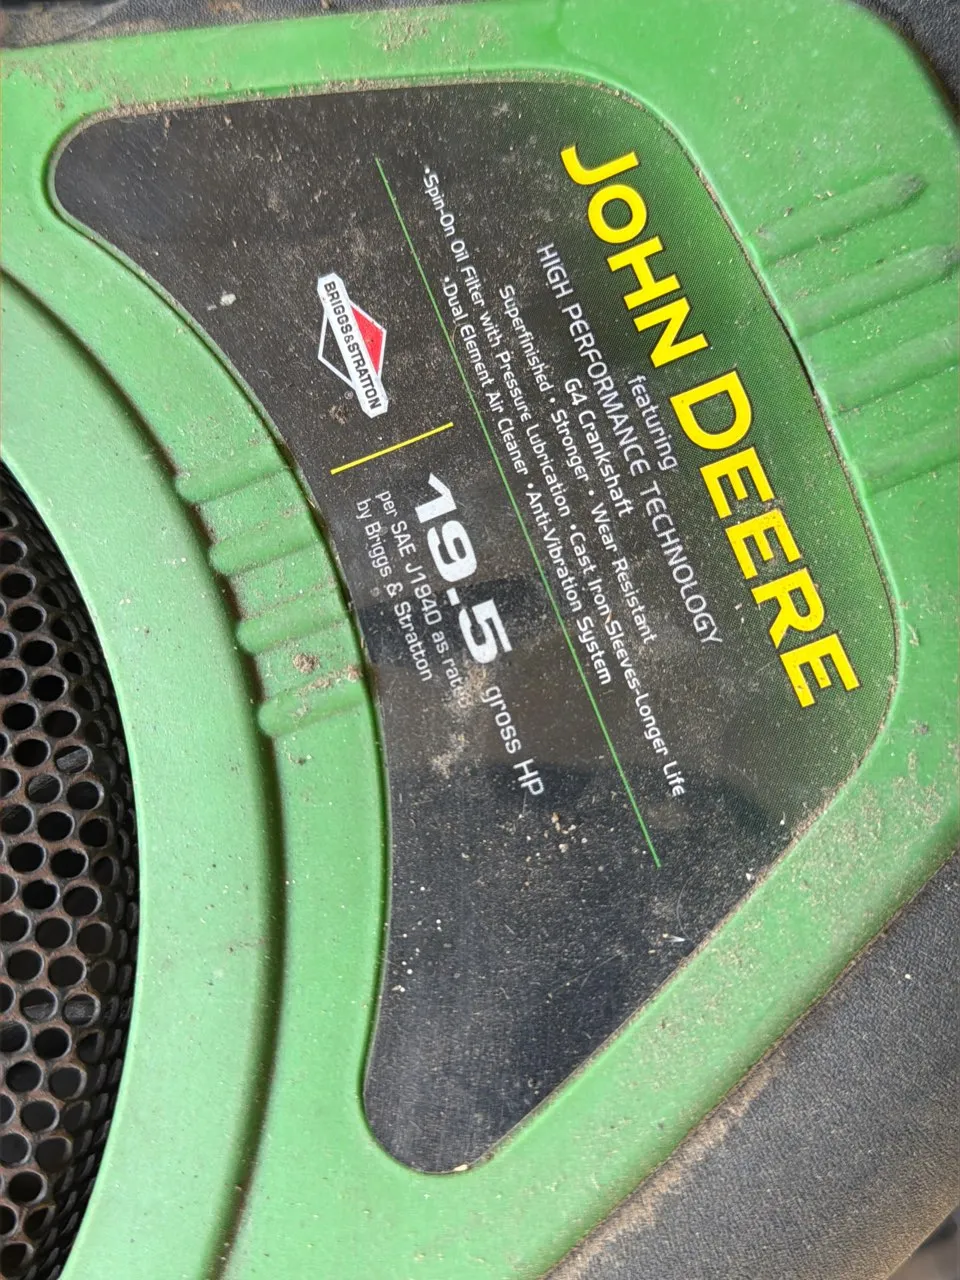 JOHN DEERE
featuring
HIGH PERFORMANCE TECHNOLOGY
G4 Crankshaft
Superfinished • Stronger • Wear Resistant
•Spin-On Oil Filter with Pressure Lubrication •Cast Iron Sleeves-Longer Life
•Dual Element Air Cleaner •Anti-Vibration System
BRIGGS&STRATTON
19.5 gross HP
per SAE J1940 as rated
by Briggs & Stratton